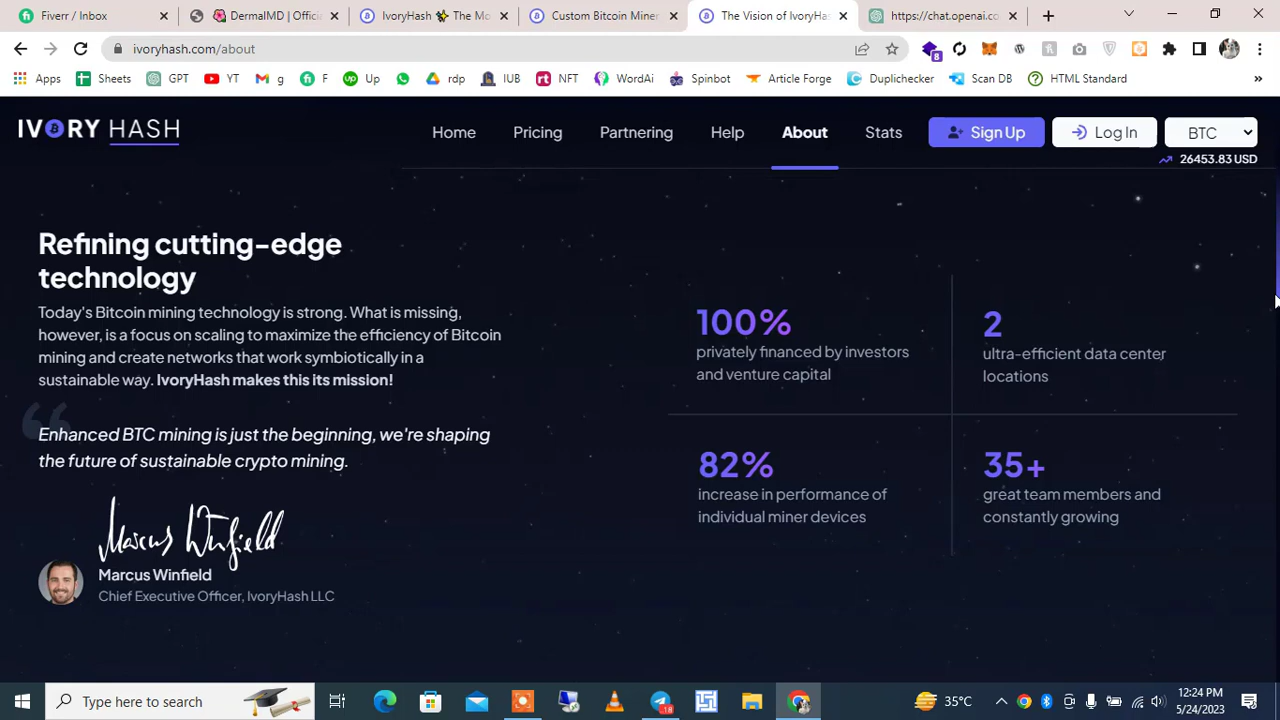 Fiverr / Inbox
DermaIMD | Offici
IvoryHash ✨ The Mo
Custom Bitcoin Miner
The Vision of IvoryHas
https://chat.openai.co
ivoryhash.com/about
8
Apps
Sheets
GPT
YT
g
F
Up
rdp
IUB
NFT
WordAi
Spinbot
Article Forge
Duplichecker
Scan DB
HTML Standard
»
IVORY HASH
Home
Pricing
Partnering
Help
About
Stats
Sign Up
Log In
BTC
26453.83 USD
Refining cutting-edge
technology
Today's Bitcoin mining technology is strong. What is missing,
however, is a focus on scaling to maximize the efficiency of Bitcoin
mining and create networks that work symbiotically in a
sustainable way. IvoryHash makes this its mission!
“
Enhanced BTC mining is just the beginning, we're shaping
the future of sustainable crypto mining.
Marcus Winfield
Marcus Winfield
Chief Executive Officer, IvoryHash LLC
100%
privately financed by investors
and venture capital
2
ultra-efficient data center
locations
82%
increase in performance of
individual miner devices
35+
great team members and
constantly growing
Type here to search
18
35°C
12:24 PM
5/24/2023